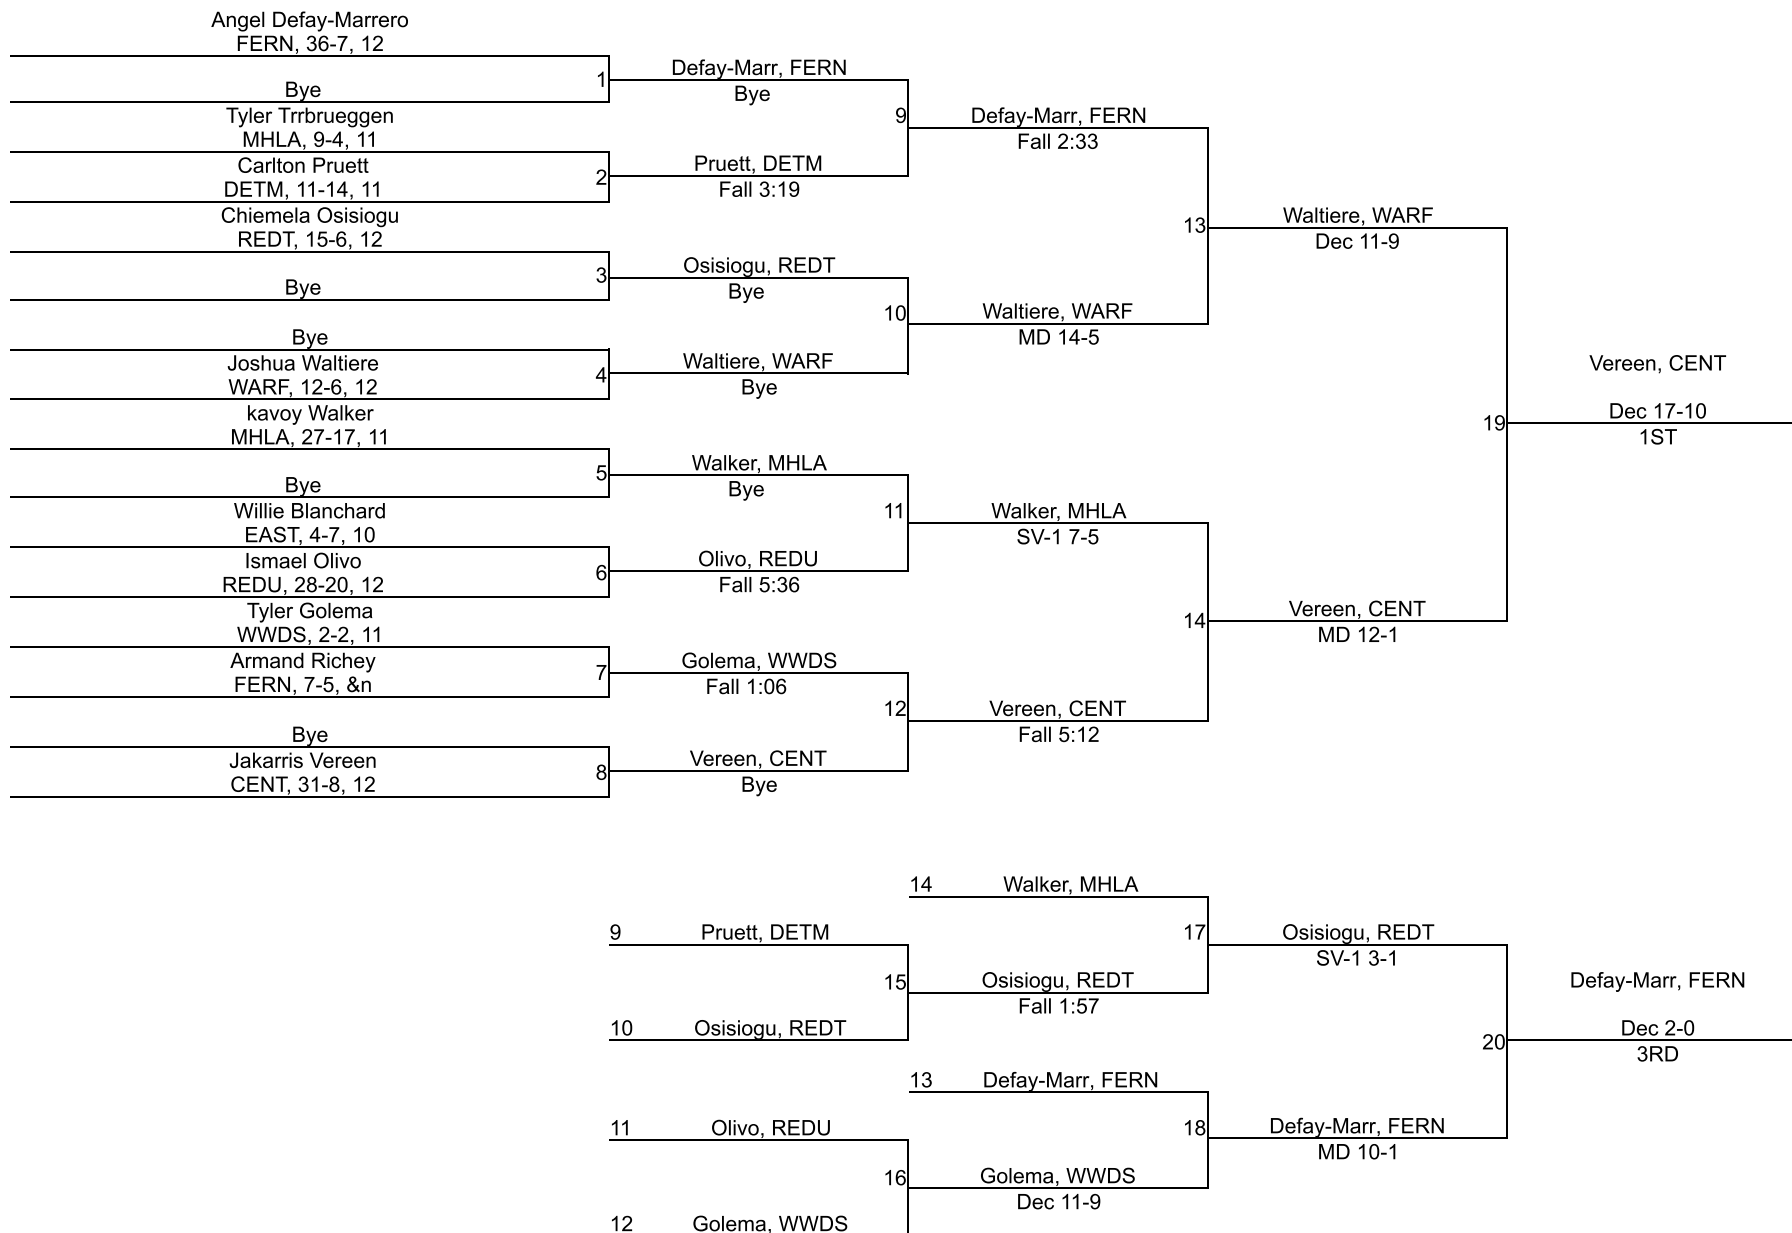 Angel Defay-Marrero
FERN, 36-7, 12
Bye
Tyler Trrbrueggen
MHLA, 9-4, 11
Carlton Pruett
DETM, 11-14, 11
Chiemela Osisiogu
REDT, 15-6, 12
Bye
Bye
Joshua Waltiere
WARF, 12-6, 12
kavoy Walker
MHLA, 27-17, 11
Bye
Willie Blanchard
EAST, 4-7, 10
Ismael Olivo
REDU, 28-20, 12
Tyler Golema
WWDS, 2-2, 11
Armand Richey
FERN, 7-5, &n
Bye
Jakarris Vereen
CENT, 31-8, 12
1
2
3
4
5
6
7
8
Defay-Marr, FERN
Bye
Pruett, DETM
Fall 3:19
Osisiogu, REDT
Bye
Waltiere, WARF
Bye
Walker, MHLA
Bye
Olivo, REDU
Fall 5:36
Golema, WWDS
Fall 1:06
Vereen, CENT
Bye
9
10
11
12
Defay-Marr, FERN
Fall 2:33
Waltiere, WARF
MD 14-5
Walker, MHLA
SV-1 7-5
Vereen, CENT
Fall 5:12
13
14
Waltiere, WARF
Dec 11-9
Vereen, CENT
MD 12-1
19
Vereen, CENT
Dec 17-10
1ST
9 Pruett, DETM
10 Osisiogu, REDT
11 Olivo, REDU
12 Golema, WWDS
15
16
14 Walker, MHLA
Osisiogu, REDT
Fall 1:57
13 Defay-Marr, FERN
Golema, WWDS
Dec 11-9
17
18
Osisiogu, REDT
SV-1 3-1
Defay-Marr, FERN
MD 10-1
20
Defay-Marr, FERN
Dec 2-0
3RD